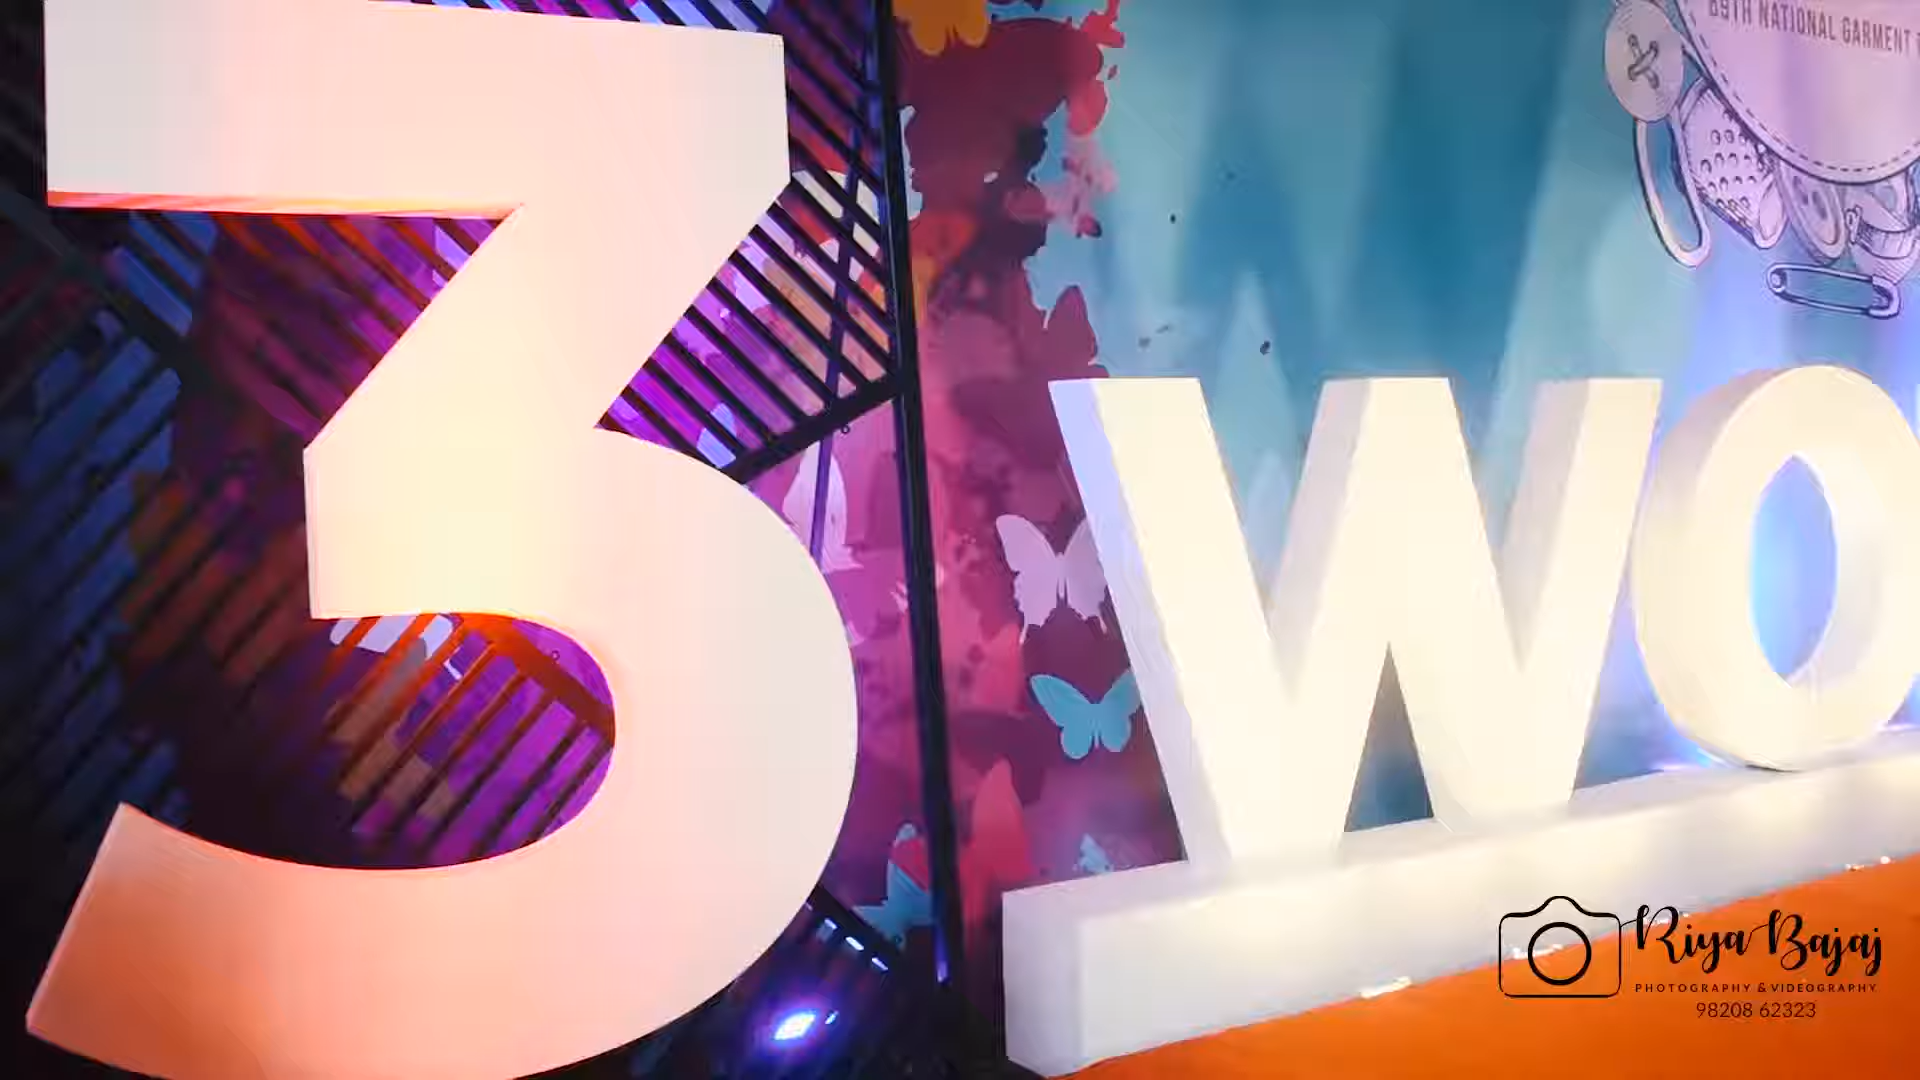 69TH NATIONAL GARMENT
3
WO
Riya Bajaj
PHOTOGRAPHY & VIDEOGRAPHY
98208 62323